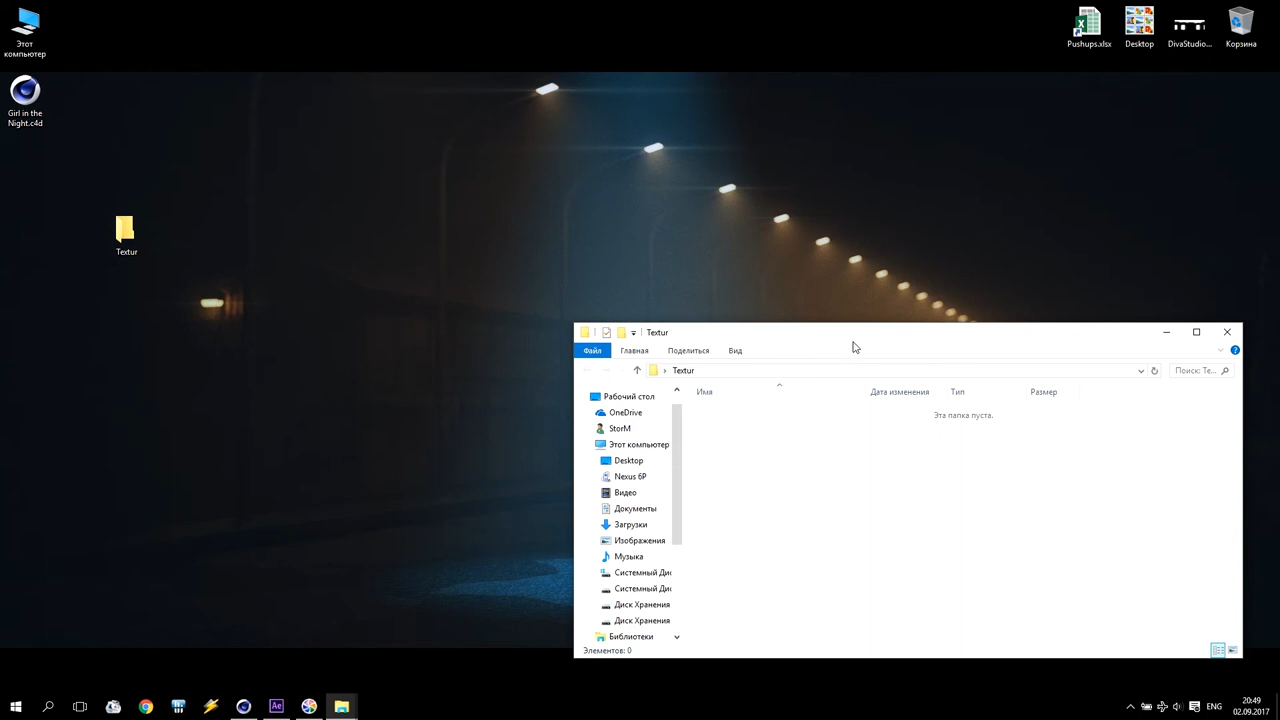 Этот
компьютер
Girl in the
Night.c4d
Textur
Pushups.xlsx
Desktop
DivaStudio...
Корзина
Textur
Файл
Главная
Поделиться
Вид
Textur
Поиск: Te...
Имя
Дата изменения
Тип
Размер
Эта папка пуста.
Рабочий стол
OneDrive
StorM
Этот компьютер
Desktop
Nexus 6P
Видео
Документы
Загрузки
Изображения
Музыка
Системный Дис
Системный Дис
Диск Хранения
Диск Хранения
Библиотеки
Элементов: 0
Ae
ENG
20:49
02.09.2017